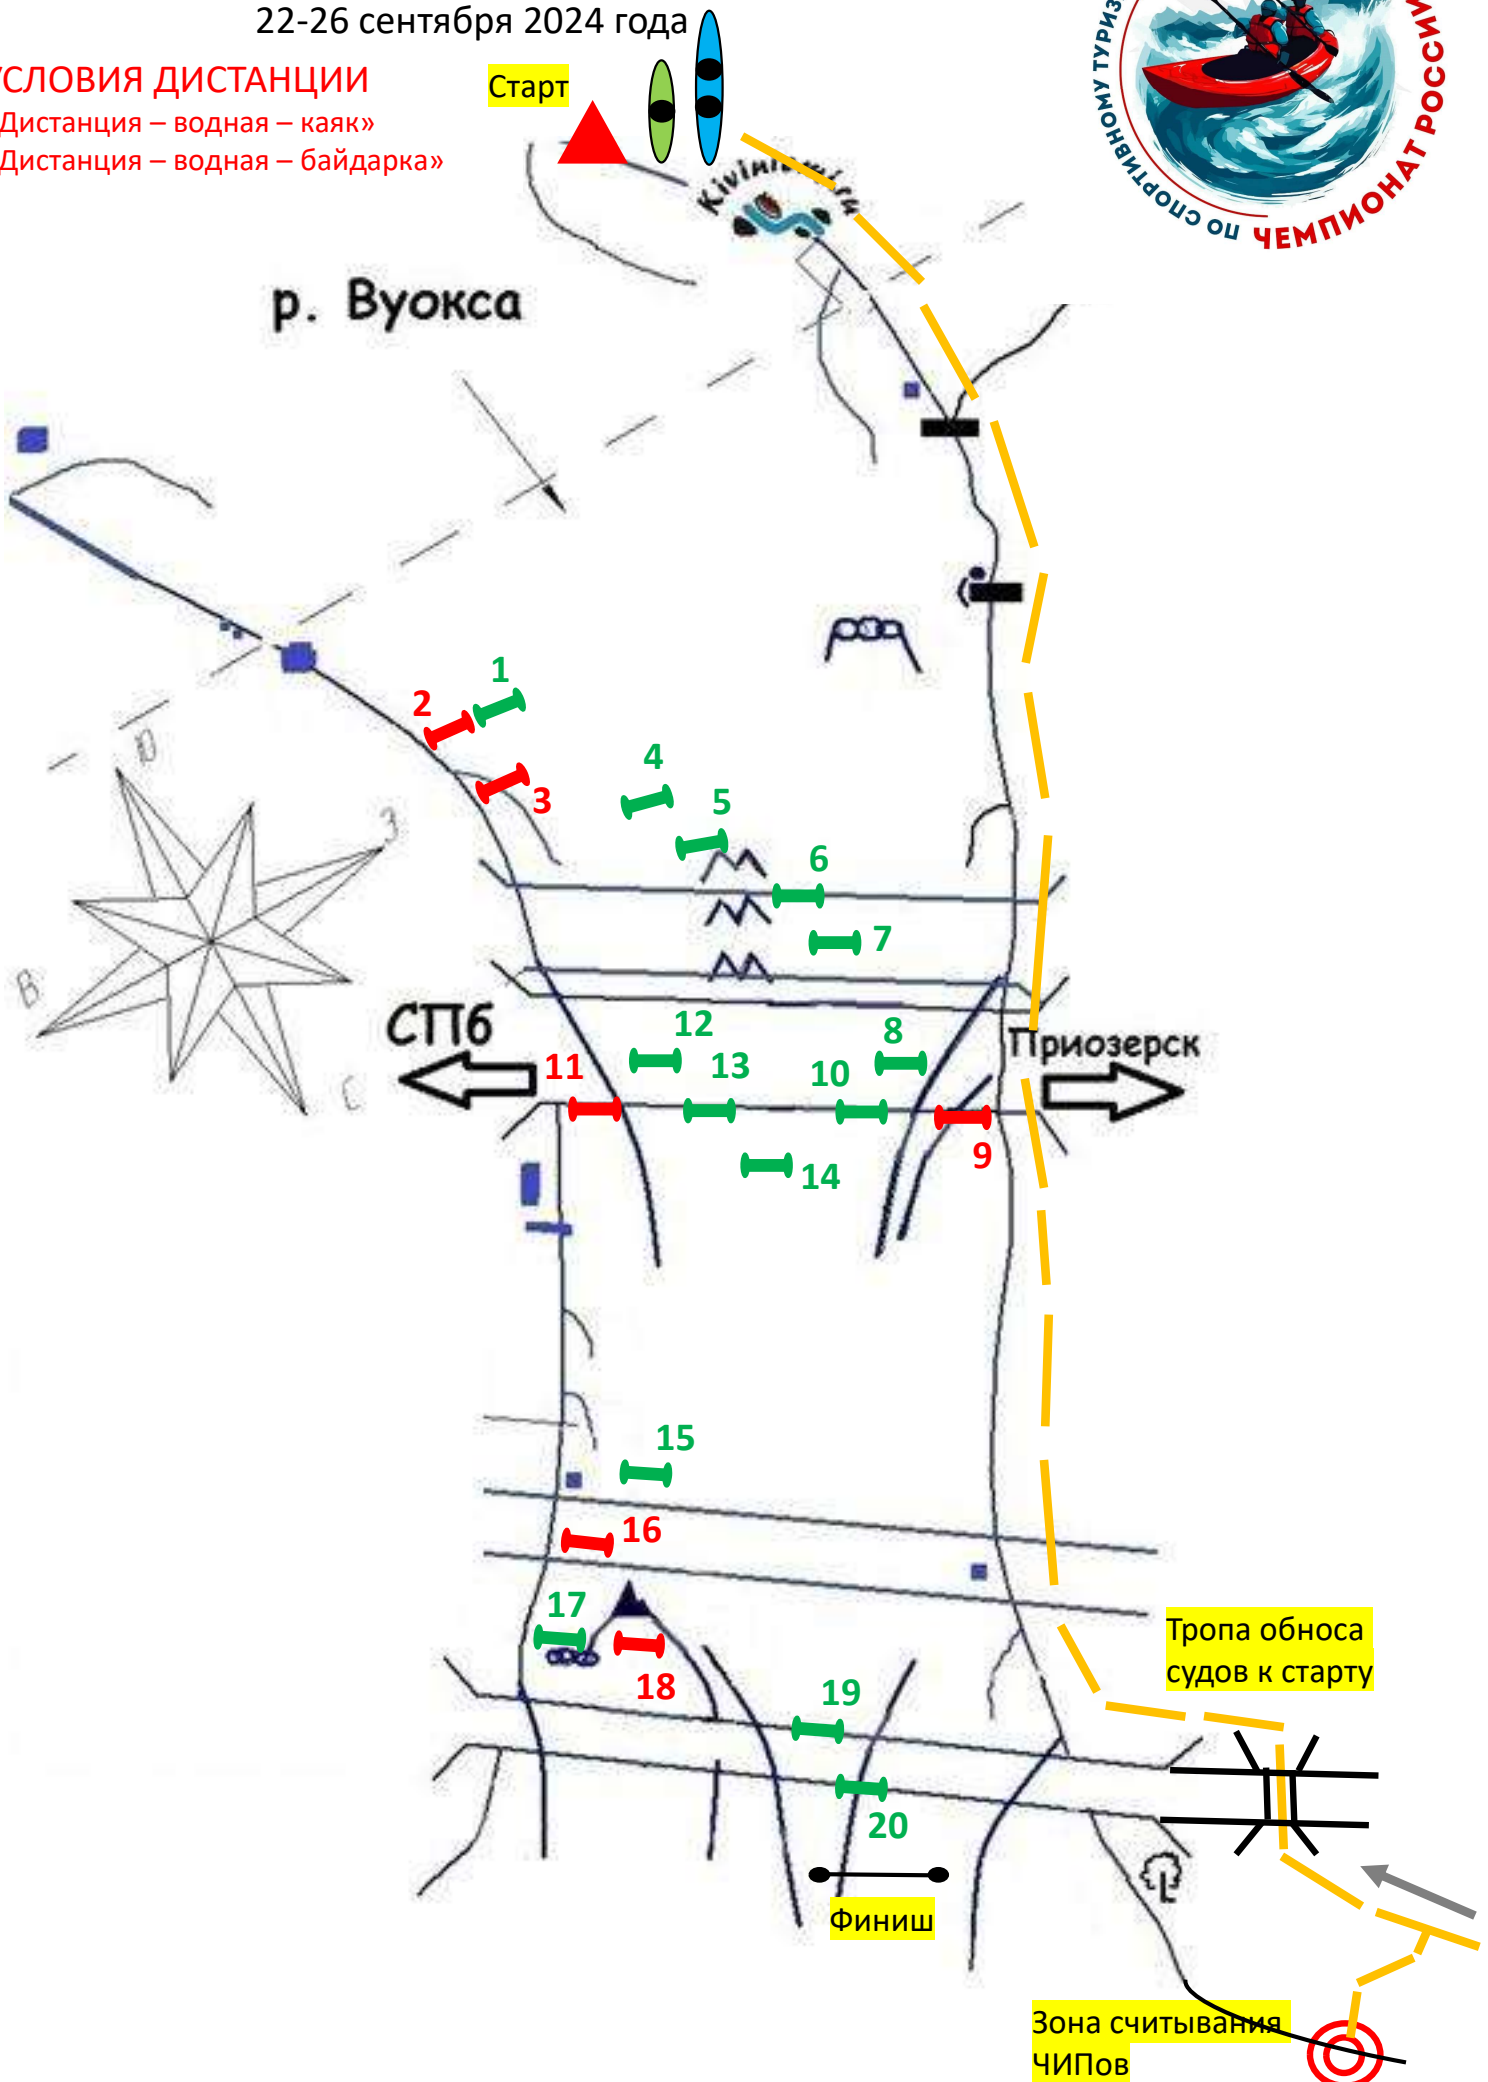 22-26 сентября 2024 года
СЛОВИЯ ДИСТАНЦИИ
Дистанция – водная – каяк»
Дистанция – водная – байдарка»
Старт
ПО СПОРТИВНОМУ ТУРИЗ
ЧЕМПИОНАТ РОССИИ
Kiviniemi.ru
р. Вуокса
1
2
3
4
5
6
7
Ю
З
В
С
СПб
Приозерск
12
8
11
13
10
9
14
15
16
17
18
19
20
Тропа обноса
судов к старту
Финиш
Зона считывания
ЧИПов